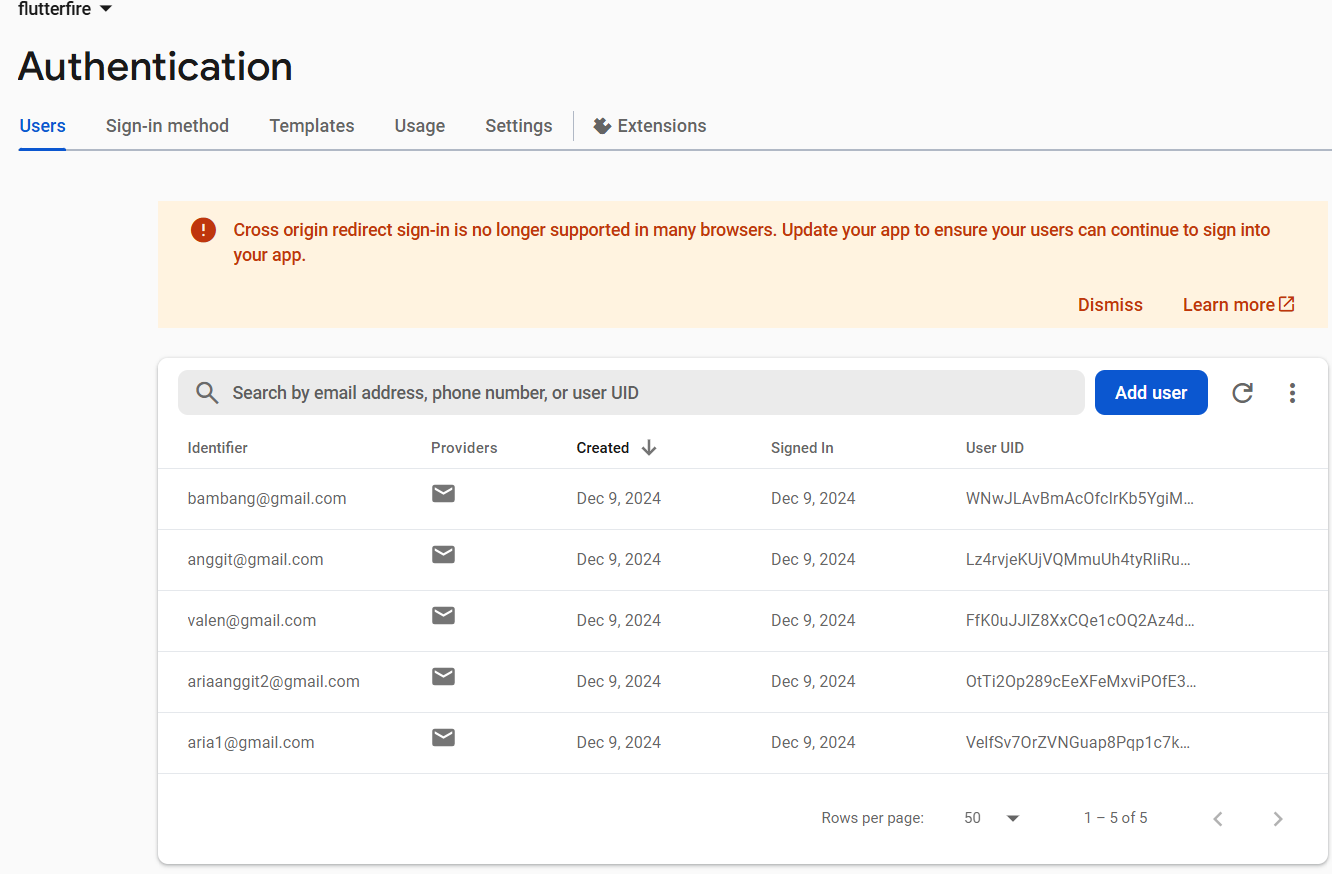 flutterfire
Authentication
Users Sign-in method Templates Usage Settings Extensions
Cross origin redirect sign-in is no longer supported in many browsers. Update your app to ensure your users can continue to sign into
your app.
Dismiss Learn more
Search by email address, phone number, or user UID Add user
Identifier Providers Created Signed In User UID
bambang@gmail.com Dec 9, 2024 Dec 9, 2024 WNwJLAvBmAcOfcIrKb5YgiM...
anggit@gmail.com Dec 9, 2024 Dec 9, 2024 Lz4rvjeKUjVQMmuUh4tyRIiRu...
valen@gmail.com Dec 9, 2024 Dec 9, 2024 FfK0uJJIZ8XxCQe1cOQ2Az4d...
ariaanggit2@gmail.com Dec 9, 2024 Dec 9, 2024 OtTi2Op289cEeXFeMxviPOfE3...
aria1@gmail.com Dec 9, 2024 Dec 9, 2024 VelfSv7OrZVNGuap8Pqp1c7k...
Rows per page: 50 1 – 5 of 5